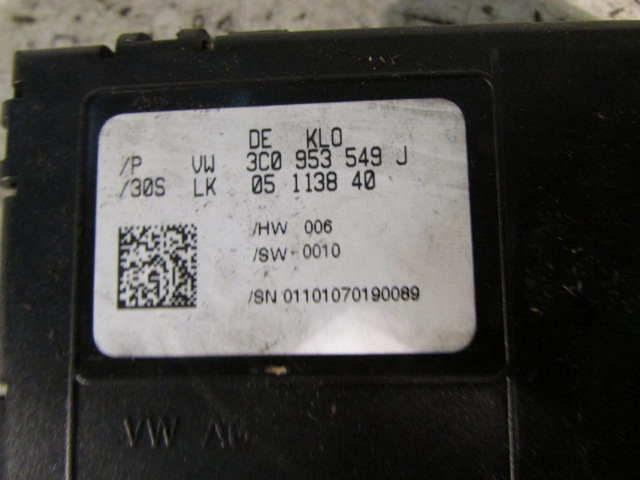 DE KLO
/P VW 3C0 953 549 J
/30S LK 05 1138 40
/HW 006
/SW 0010
/SN 01101070190089
VW AG